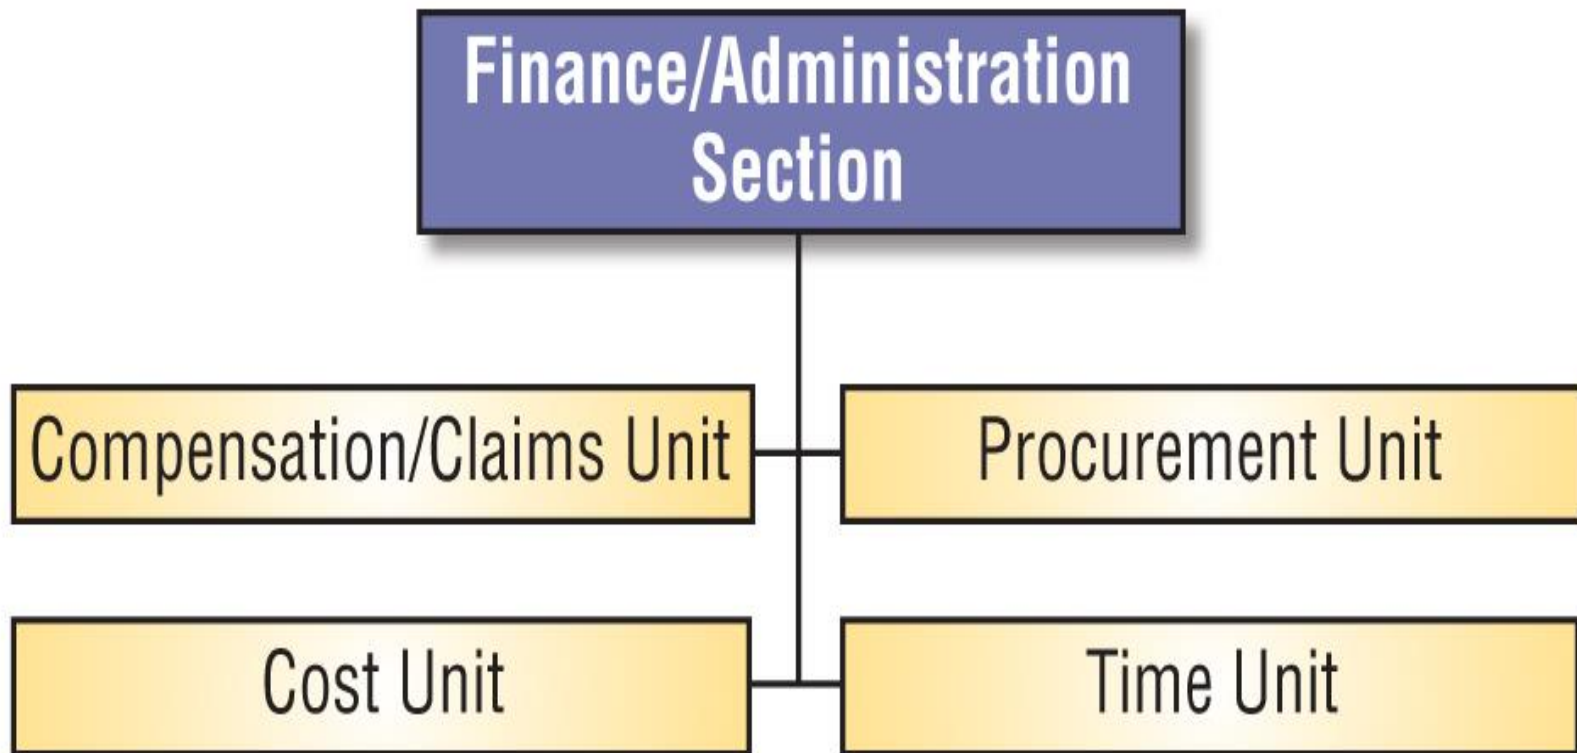 Finance/Administration
Section
Compensation/Claims Unit
Procurement Unit
Cost Unit
Time Unit